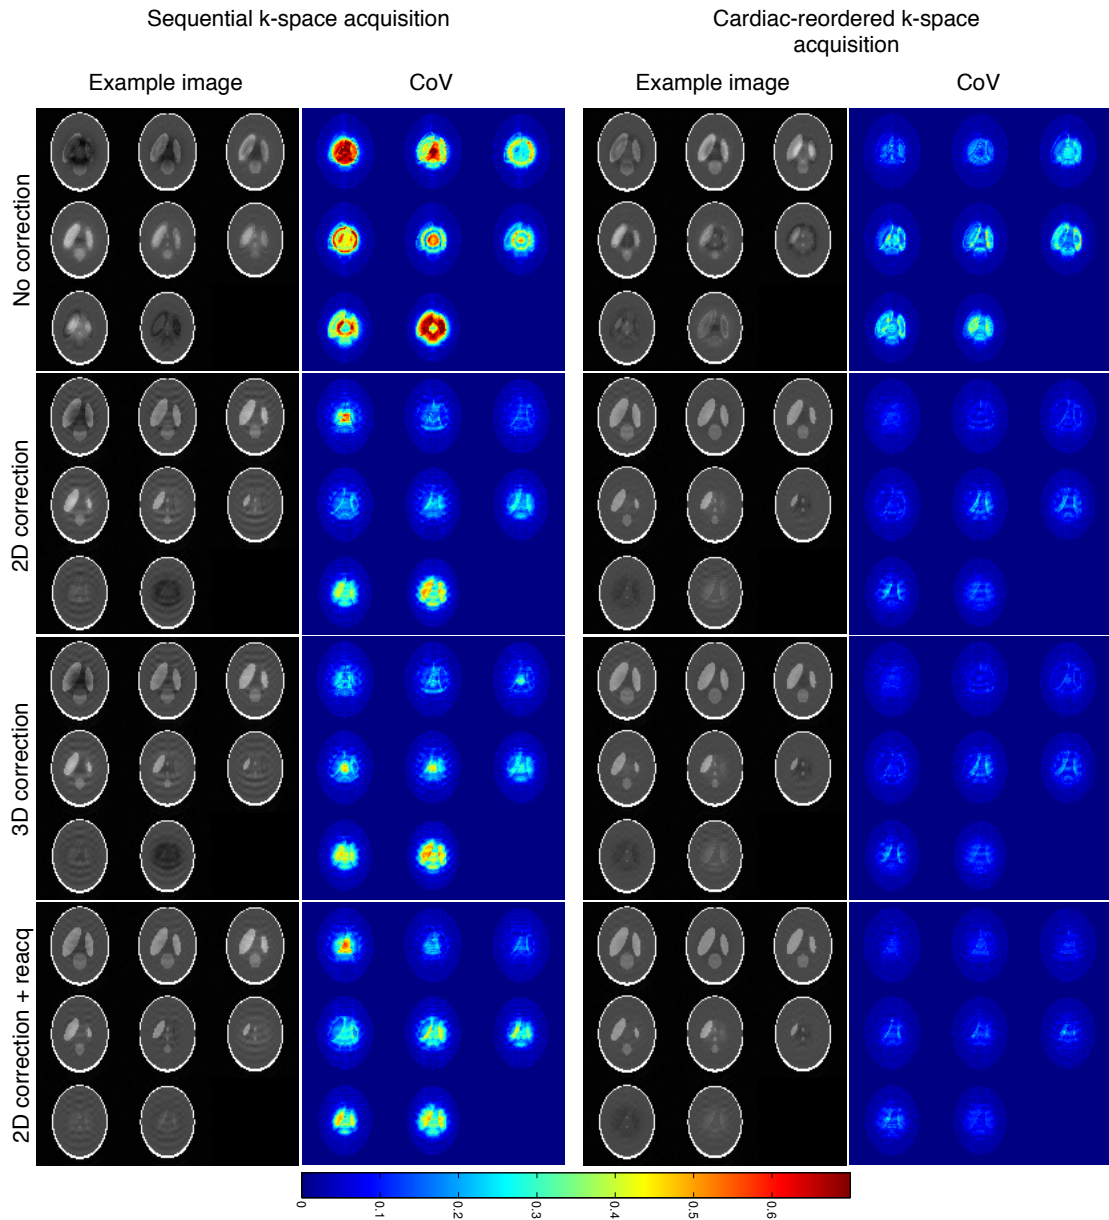 Sequential k-space acquisition
Cardiac-reordered k-space
acquisition
Example image
CoV
Example image
CoV
No correction
2D correction
3D correction
2D correction + reacq
0
0.1
0.2
0.3
0.4
0.5
0.6